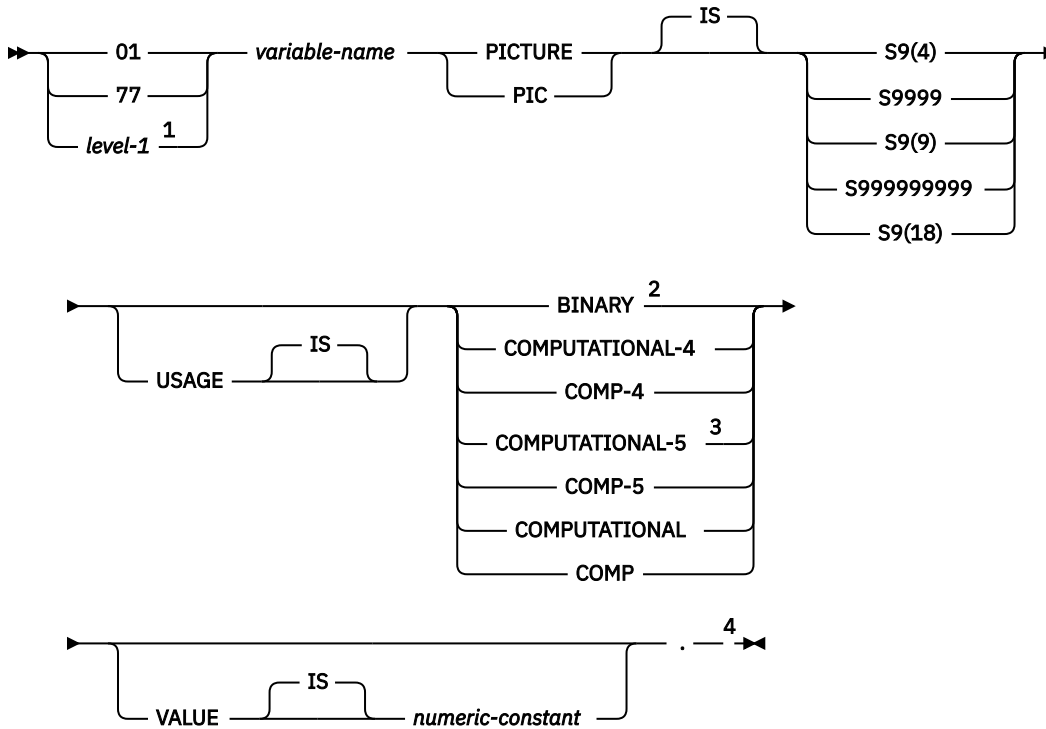 IS
01 variable-name PICTURE S9(4)
77 PIC S9999
level-1 1 S9(9)
S999999999
S9(18)
BINARY 2
IS COMPUTATIONAL-4
USAGE COMP-4
COMPUTATIONAL-5 3
COMP-5
COMPUTATIONAL
COMP
. 4
IS
VALUE numeric-constant